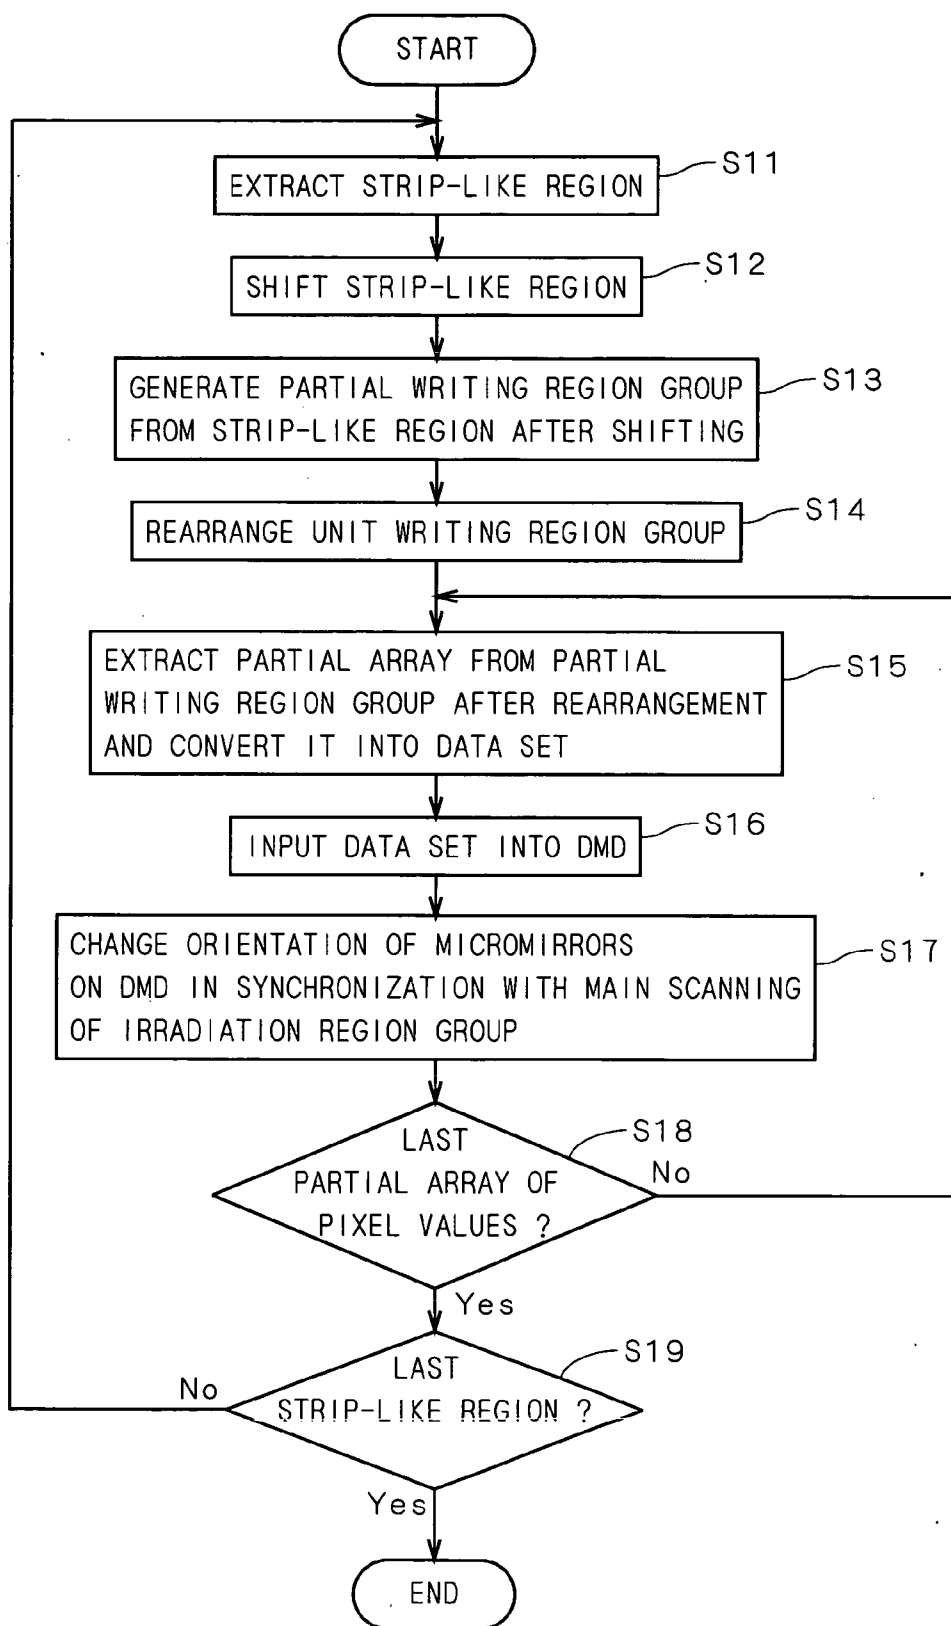 START
S11
EXTRACT STRIP-LIKE REGION
S12
SHIFT STRIP-LIKE REGION
S13
GENERATE PARTIAL WRITING REGION GROUP
FROM STRIP-LIKE REGION AFTER SHIFTING
S14
REARRANGE UNIT WRITING REGION GROUP
S15
EXTRACT PARTIAL ARRAY FROM PARTIAL
WRITING REGION GROUP AFTER REARRANGEMENT
AND CONVERT IT INTO DATA SET
S16
INPUT DATA SET INTO DMD
S17
CHANGE ORIENTATION OF MICROMIRRORS
ON DMD IN SYNCHRONIZATION WITH MAIN SCANNING
OF IRRADIATION REGION GROUP
S18
LAST
PARTIAL ARRAY OF
PIXEL VALUES ?
No
Yes
S19
LAST
STRIP-LIKE REGION ?
No
Yes
END